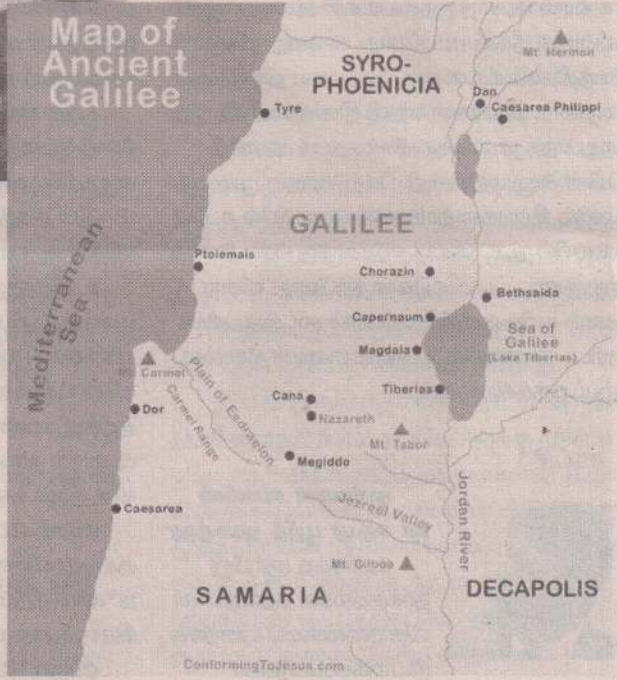 Map of
Ancient
Galilee
Mt. Hermon
SYRO-
PHOENICIA
Dan
Caesarea Philippi
Tyre
GALILEE
Ptolemais
Chorazin
Bethsaida
Capernaum
Sea of
Galilee
(Lake Tiberias)
Magdala
Mediterranean
Sea
Mt. Carmel
Plain of Esdraelon
Carmel Range
Tiberias
Cana
Nazareth
Dor
Mt. Tabor
Megiddo
Caesarea
Jezreel Valley
Jordan River
Mt. Gilboa
SAMARIA
DECAPOLIS
ConformingToJesus.com